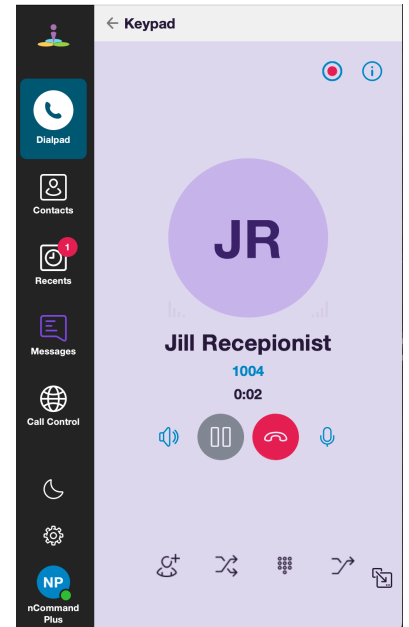 ← Keypad
Dialpad
Contacts
1
Recents
Messages
Call Control
NP
nCommand
Plus
JR
Jill Recepionist
1004
0:02